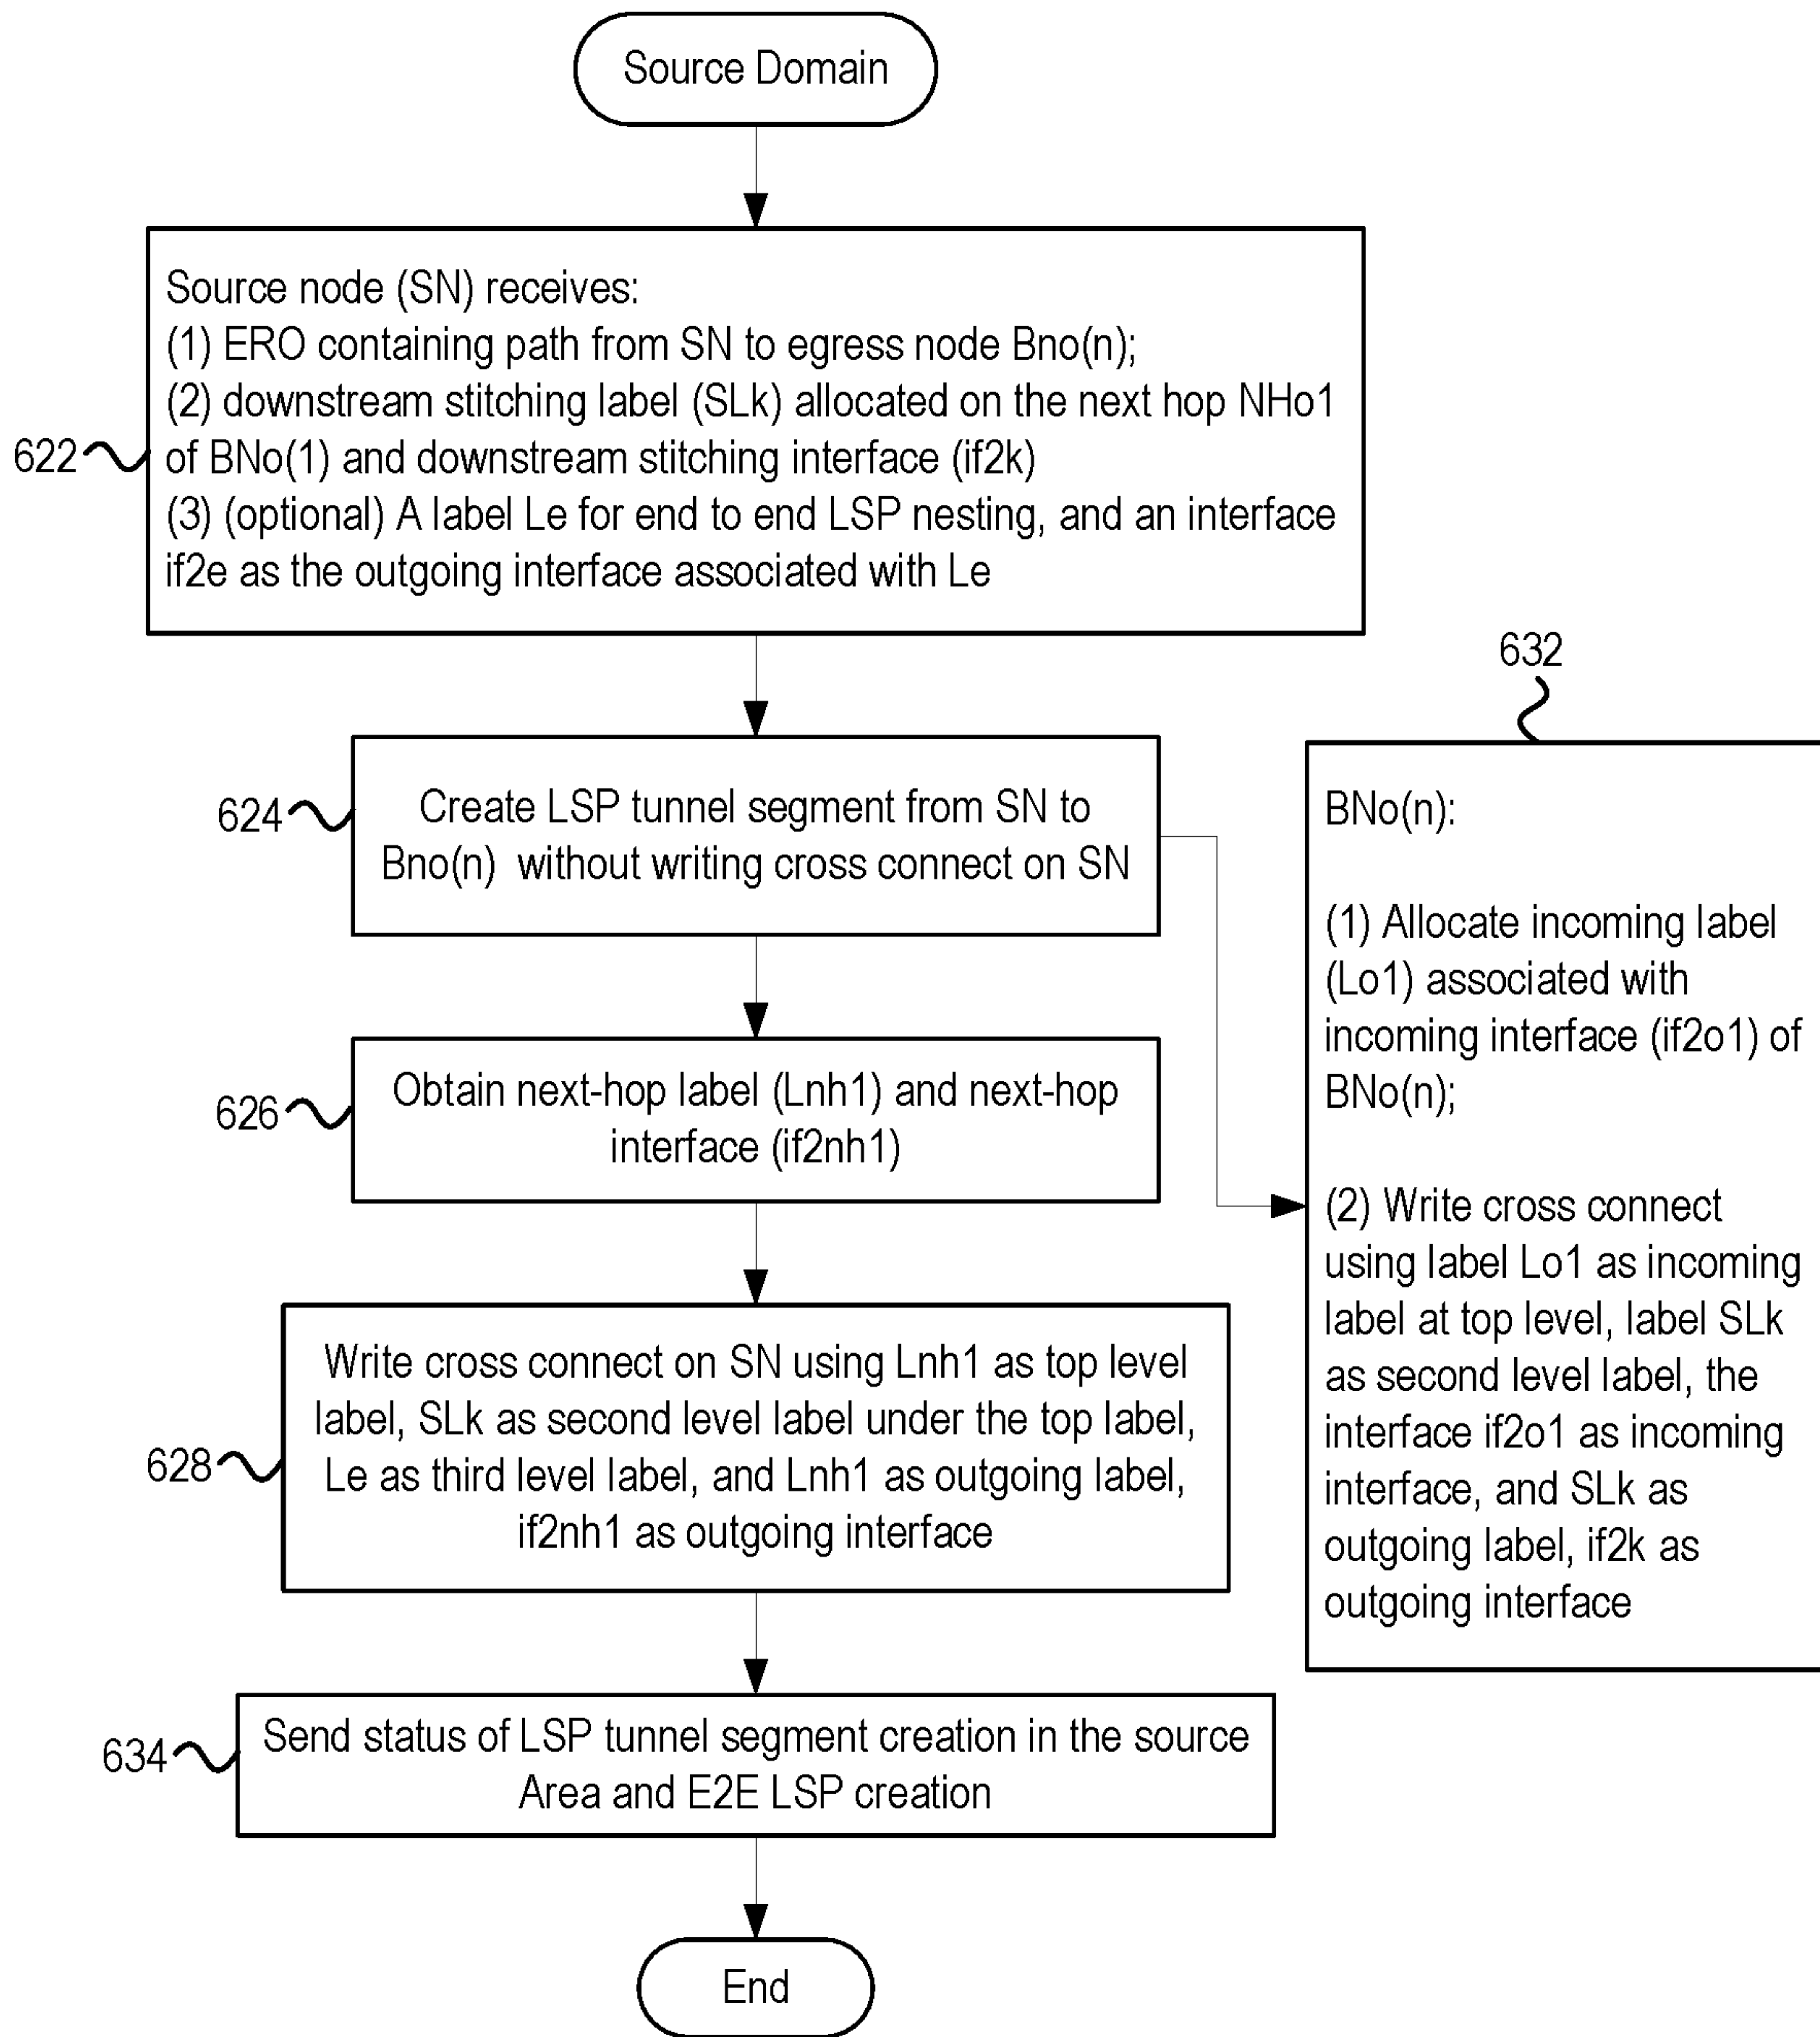 Source Domain
Source node (SN) receives:
(1) ERO containing path from SN to egress node Bno(n);
(2) downstream stitching label (SLk) allocated on the next hop NHo1
of BNo(1) and downstream stitching interface (if2k)
(3) (optional) A label Le for end to end LSP nesting, and an interface
if2e as the outgoing interface associated with Le
622
624
Create LSP tunnel segment from SN to
Bno(n) without writing cross connect on SN
626
Obtain next-hop label (Lnh1) and next-hop
interface (if2nh1)
628
Write cross connect on SN using Lnh1 as top level
label, SLk as second level label under the top label,
Le as third level label, and Lnh1 as outgoing label,
if2nh1 as outgoing interface
632
BNo(n):
(1) Allocate incoming label
(Lo1) associated with
incoming interface (if2o1) of
BNo(n);
(2) Write cross connect
using label Lo1 as incoming
label at top level, label SLk
as second level label, the
interface if2o1 as incoming
interface, and SLk as
outgoing label, if2k as
outgoing interface
634
Send status of LSP tunnel segment creation in the source
Area and E2E LSP creation
End